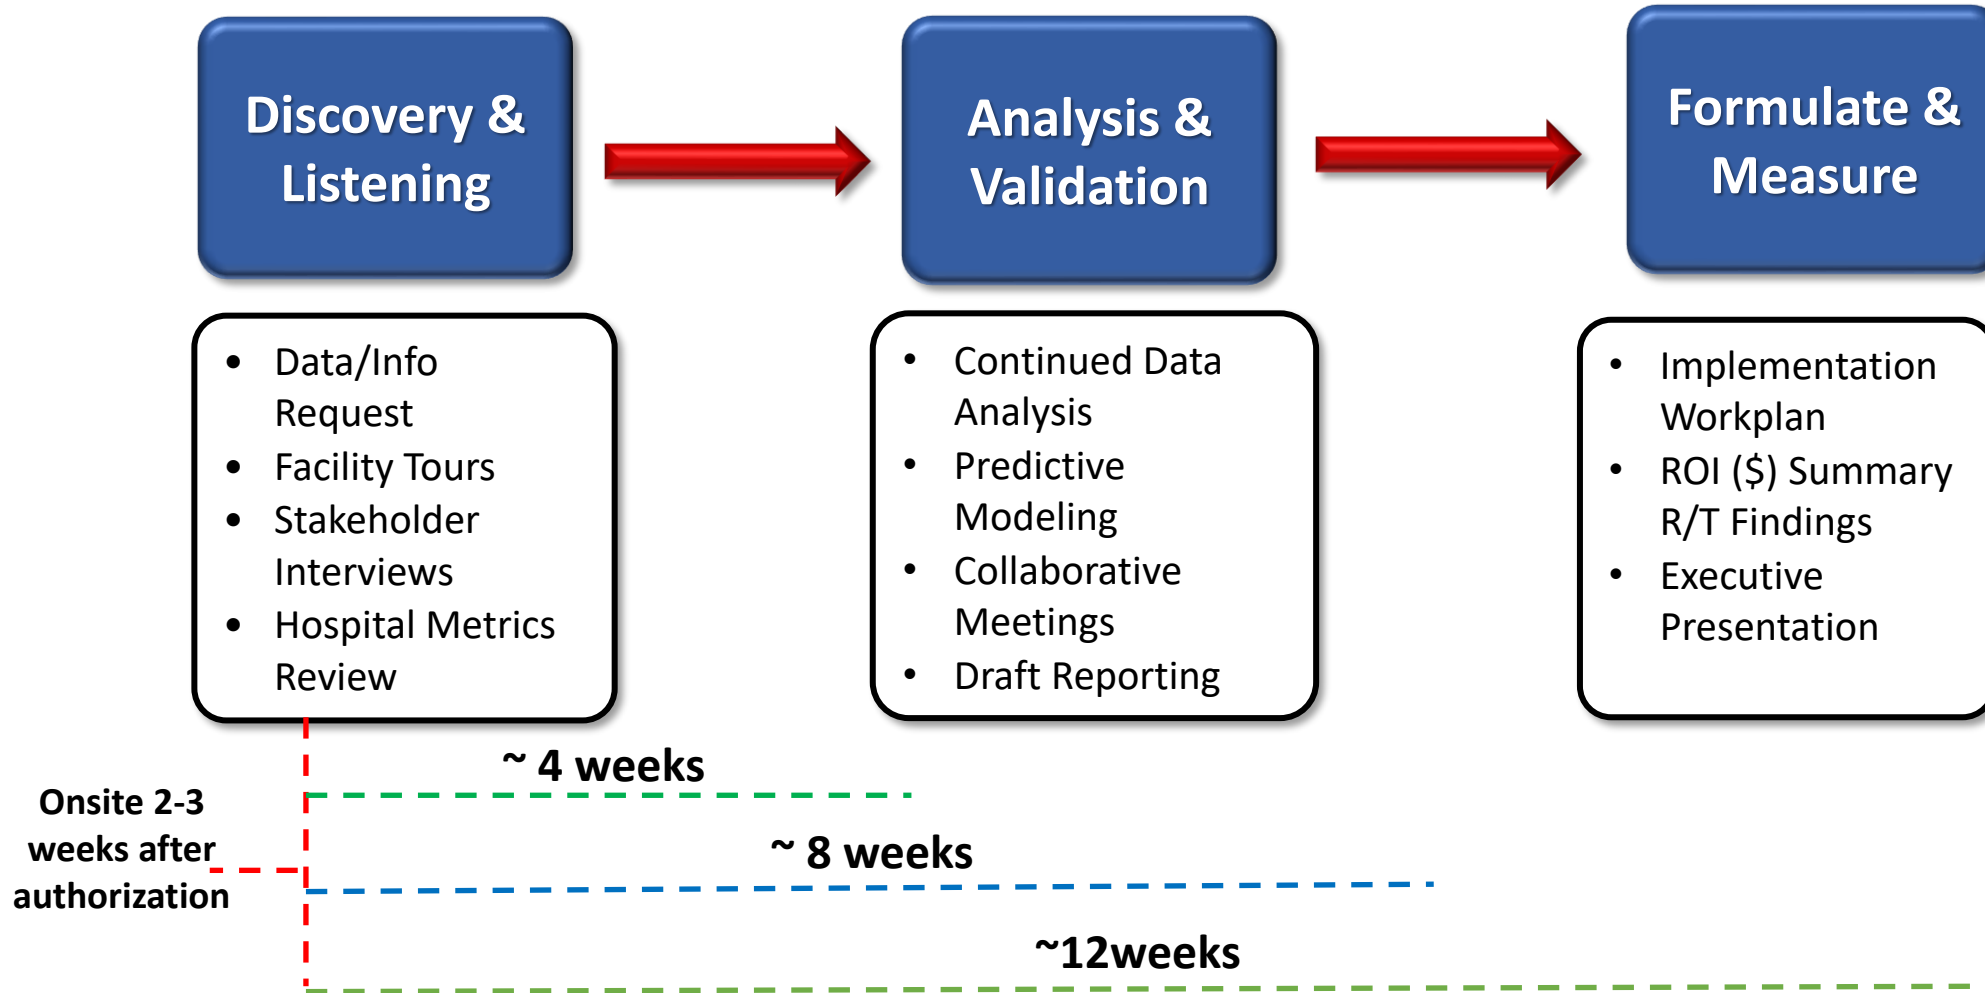 Discovery &
Listening
Analysis &
Validation
Formulate &
Measure
• Data/Info
Request
• Facility Tours
• Stakeholder
Interviews
• Hospital Metrics
Review
• Continued Data
Analysis
• Predictive
Modeling
• Collaborative
Meetings
• Draft Reporting
• Implementation
Workplan
• ROI ($) Summary
R/T Findings
• Executive
Presentation
Onsite 2-3
weeks after
authorization
~ 4 weeks
~ 8 weeks
~12weeks